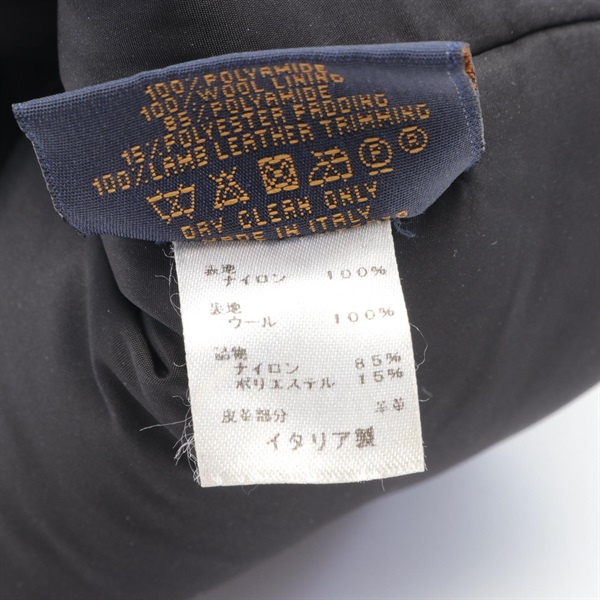 100%POLYAMIDE
100%WOOL LINING
85%POLYAMIDE
15%POLYESTER PADDING
100%LAMB LEATHER TRIMMING
DRY CLEAN ONLY
MADE IN ITALY
表地
ナイロン 100%
裏地
ウール 100%
詰物
ナイロン 85%
ポリエステル 15%
皮革部分 羊革
イタリア製